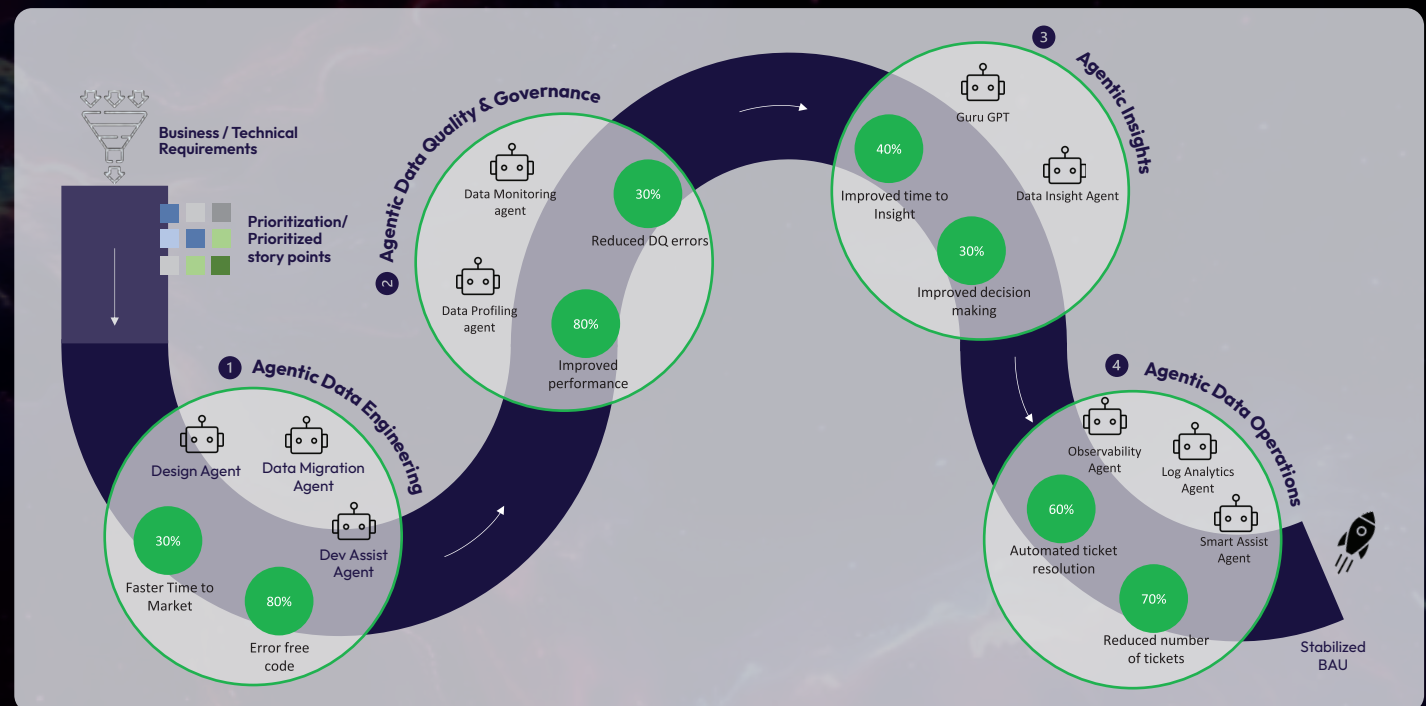 Business / Technical
Requirements
Prioritization/
Prioritized
story points
1
Agentic Data Engineering
Design Agent
Data Migration
Agent
Dev Assist
Agent
30%
Faster Time to
Market
80%
Error free
code
2
Agentic Data Quality & Governance
Data Monitoring
agent
Data Profiling
agent
30%
Reduced DQ errors
80%
Improved
performance
3
Agentic Insights
Guru GPT
Data Insight Agent
40%
Improved time to
Insight
30%
Improved decision
making
4
Agentic Data Operations
Observability
Agent
Log Analytics
Agent
Smart Assist
Agent
60%
Automated ticket
resolution
70%
Reduced number
of tickets
Stabilized
BAU